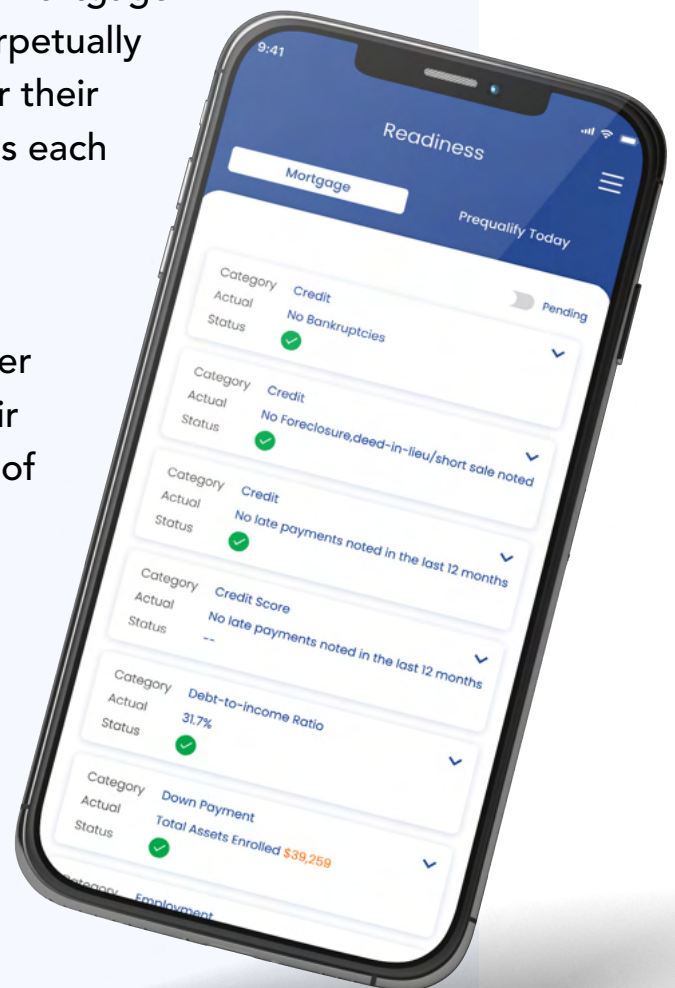 rpetually
r their
s each
er
ir
of
9:41
Readiness
Mortgage
Prequalify Today
Pending
Category Credit
Actual No Bankruptcies
Status
Category Credit
Actual No Foreclosure,deed-in-lieu/short sale noted
Status
Category Credit
Actual No late payments noted in the last 12 months
Status
Category Credit Score
Actual No late payments noted in the last 12 months
Status --
Category Debt-to-income Ratio
Actual 31.7%
Status
Category Down Payment
Actual Total Assets Enrolled $39,259
Status
Category Employment